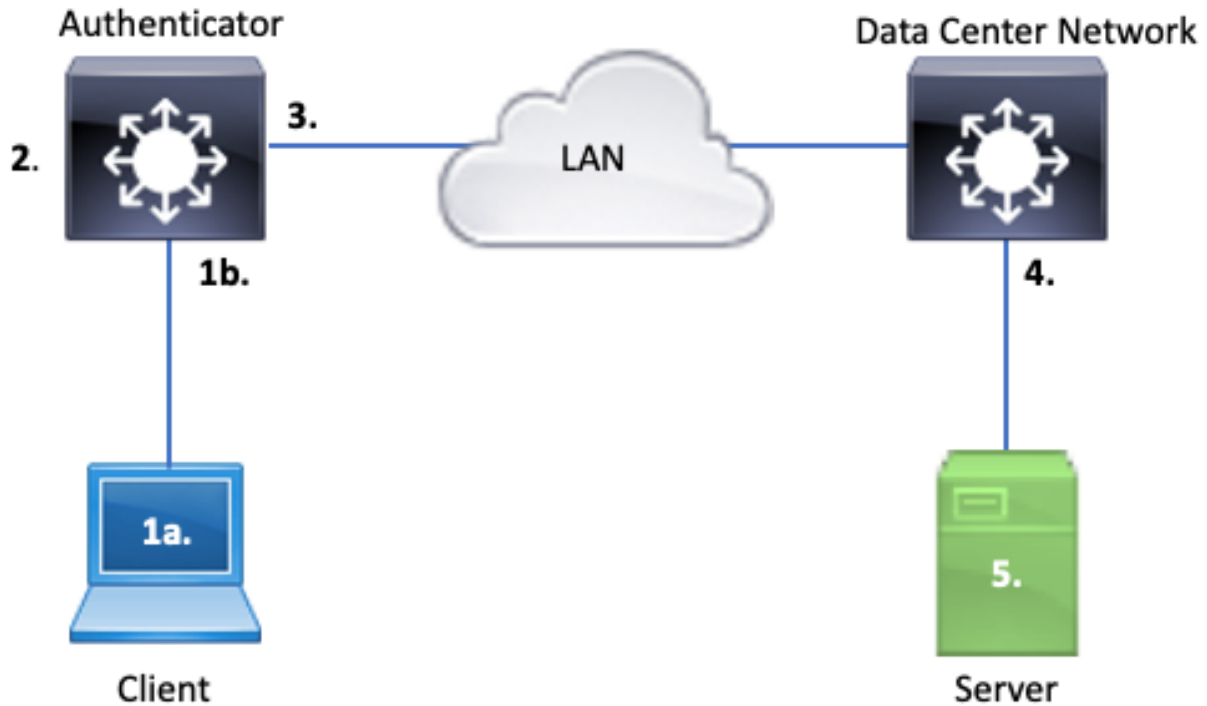 Authenticator
Data Center Network
3.
2.
LAN
1b.
4.
1a.
5.
Client
Server